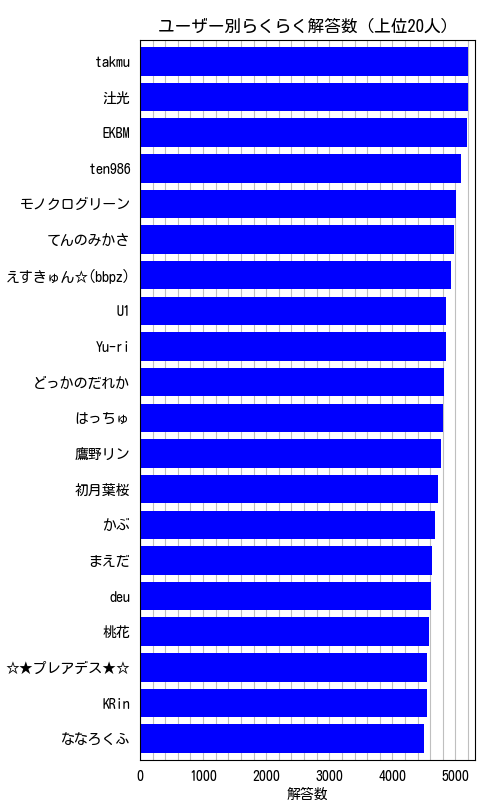 ユーザー別らくらく解答数 (上位20人)
takmu
汢光
EKBM
ten986
モノクログリーン
てんのみかさ
えすきゅん☆(bbpz)
U1
Yu-ri
どっかのだれか
はっちゅ
鷹野リン
初月葉桜
かぶ
まえだ
deu
桃花
☆★プレアデス★☆
KRin
ななろくふ
0 1000 2000 3000 4000 5000
解答数